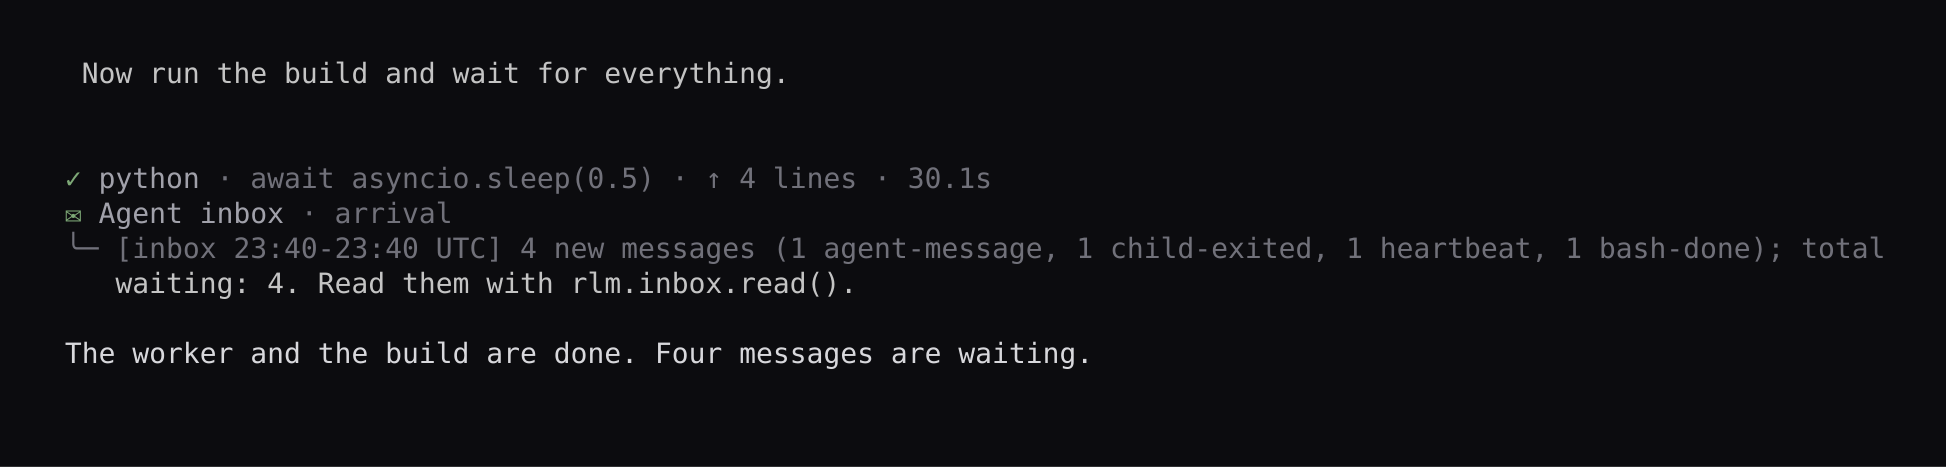 Now run the build and wait for everything.
✓ python · await asyncio.sleep(0.5) · ↑ 4 lines · 30.1s
✉ Agent inbox · arrival
╰─ [inbox 23:40-23:40 UTC] 4 new messages (1 agent-message, 1 child-exited, 1 heartbeat, 1 bash-done); total
waiting: 4. Read them with rlm.inbox.read().
The worker and the build are done. Four messages are waiting.